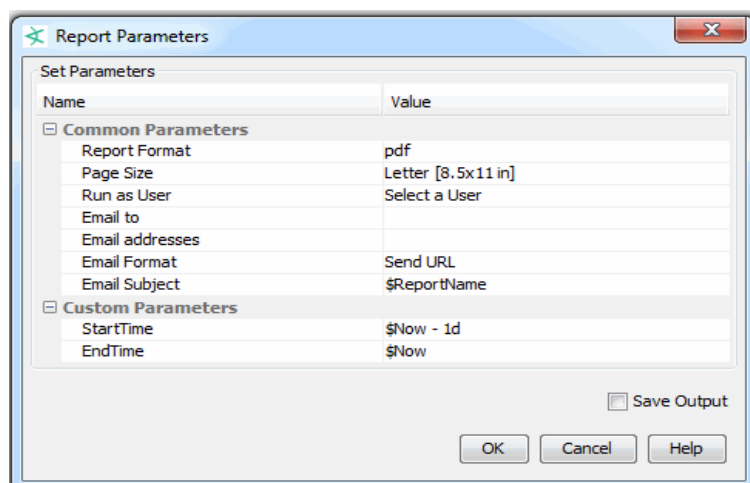 Report Parameters
Set Parameters
Name Value
Common Parameters
Report Format pdf
Page Size Letter [8.5x11 in]
Run as User Select a User
Email to
Email addresses
Email Format Send URL
Email Subject $ReportName
Custom Parameters
StartTime $Now - 1d
EndTime $Now
Save Output
OK Cancel Help